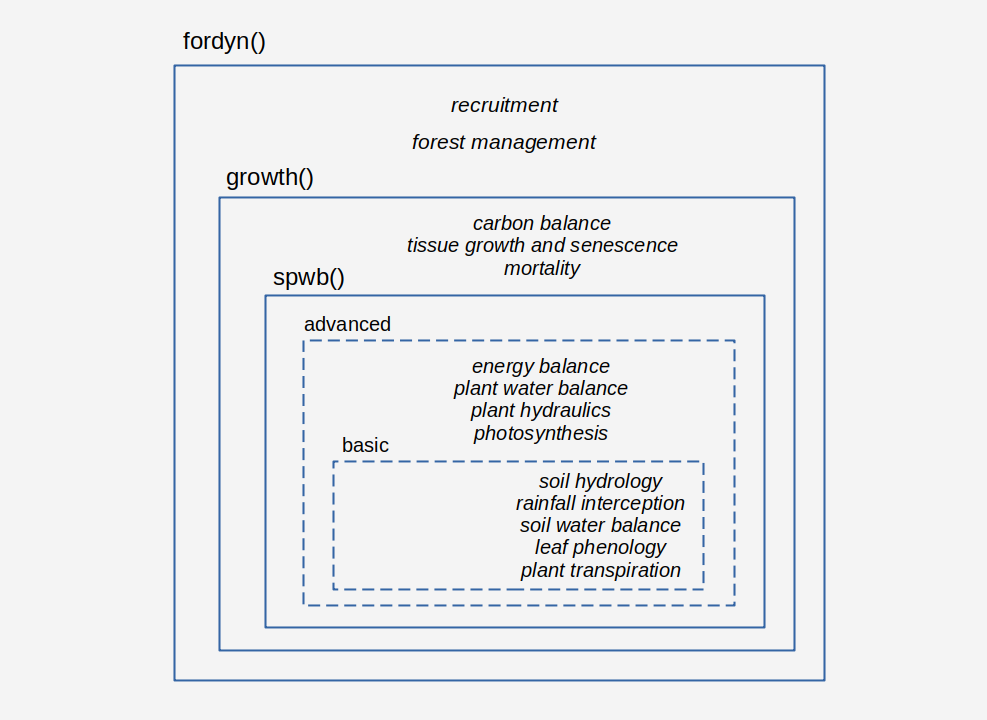 fordyn()
recruitment
forest management
growth()
carbon balance
tissue growth and senescence
mortality
spwb()
advanced
energy balance
plant water balance
plant hydraulics
photosynthesis
basic
soil hydrology
rainfall interception
soil water balance
leaf phenology
plant transpiration